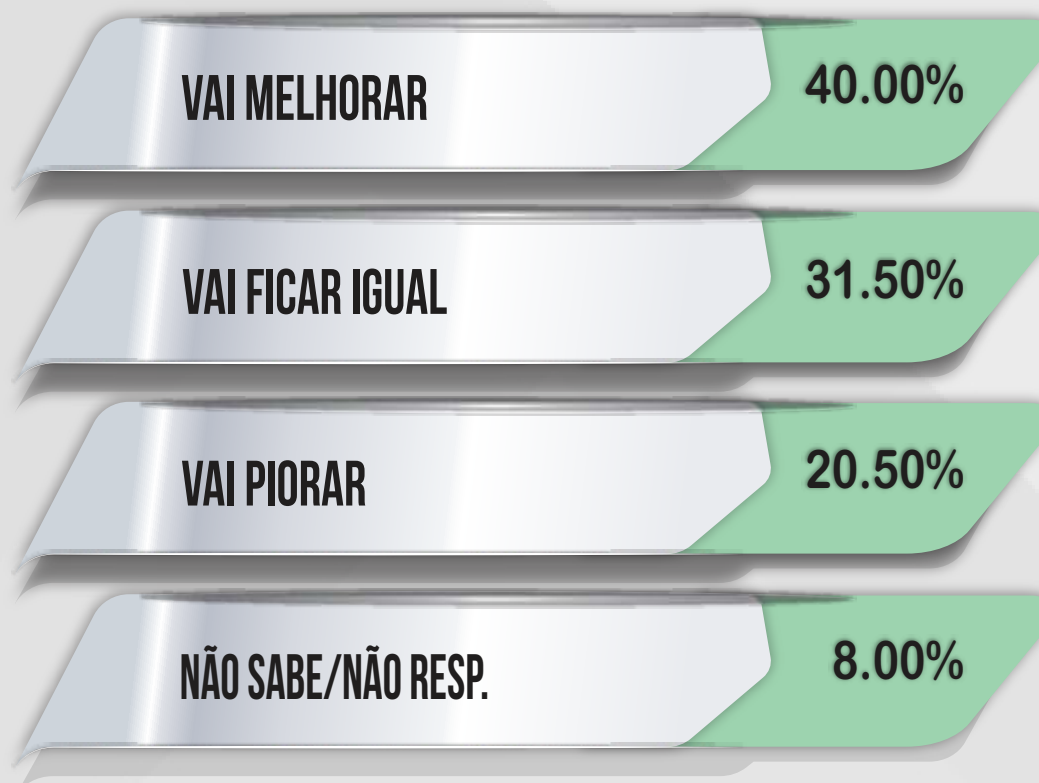 VAI MELHORAR 40.00%
VAI FICAR IGUAL 31.50%
VAI PIORAR 20.50%
NÃO SABE/NÃO RESP. 8.00%